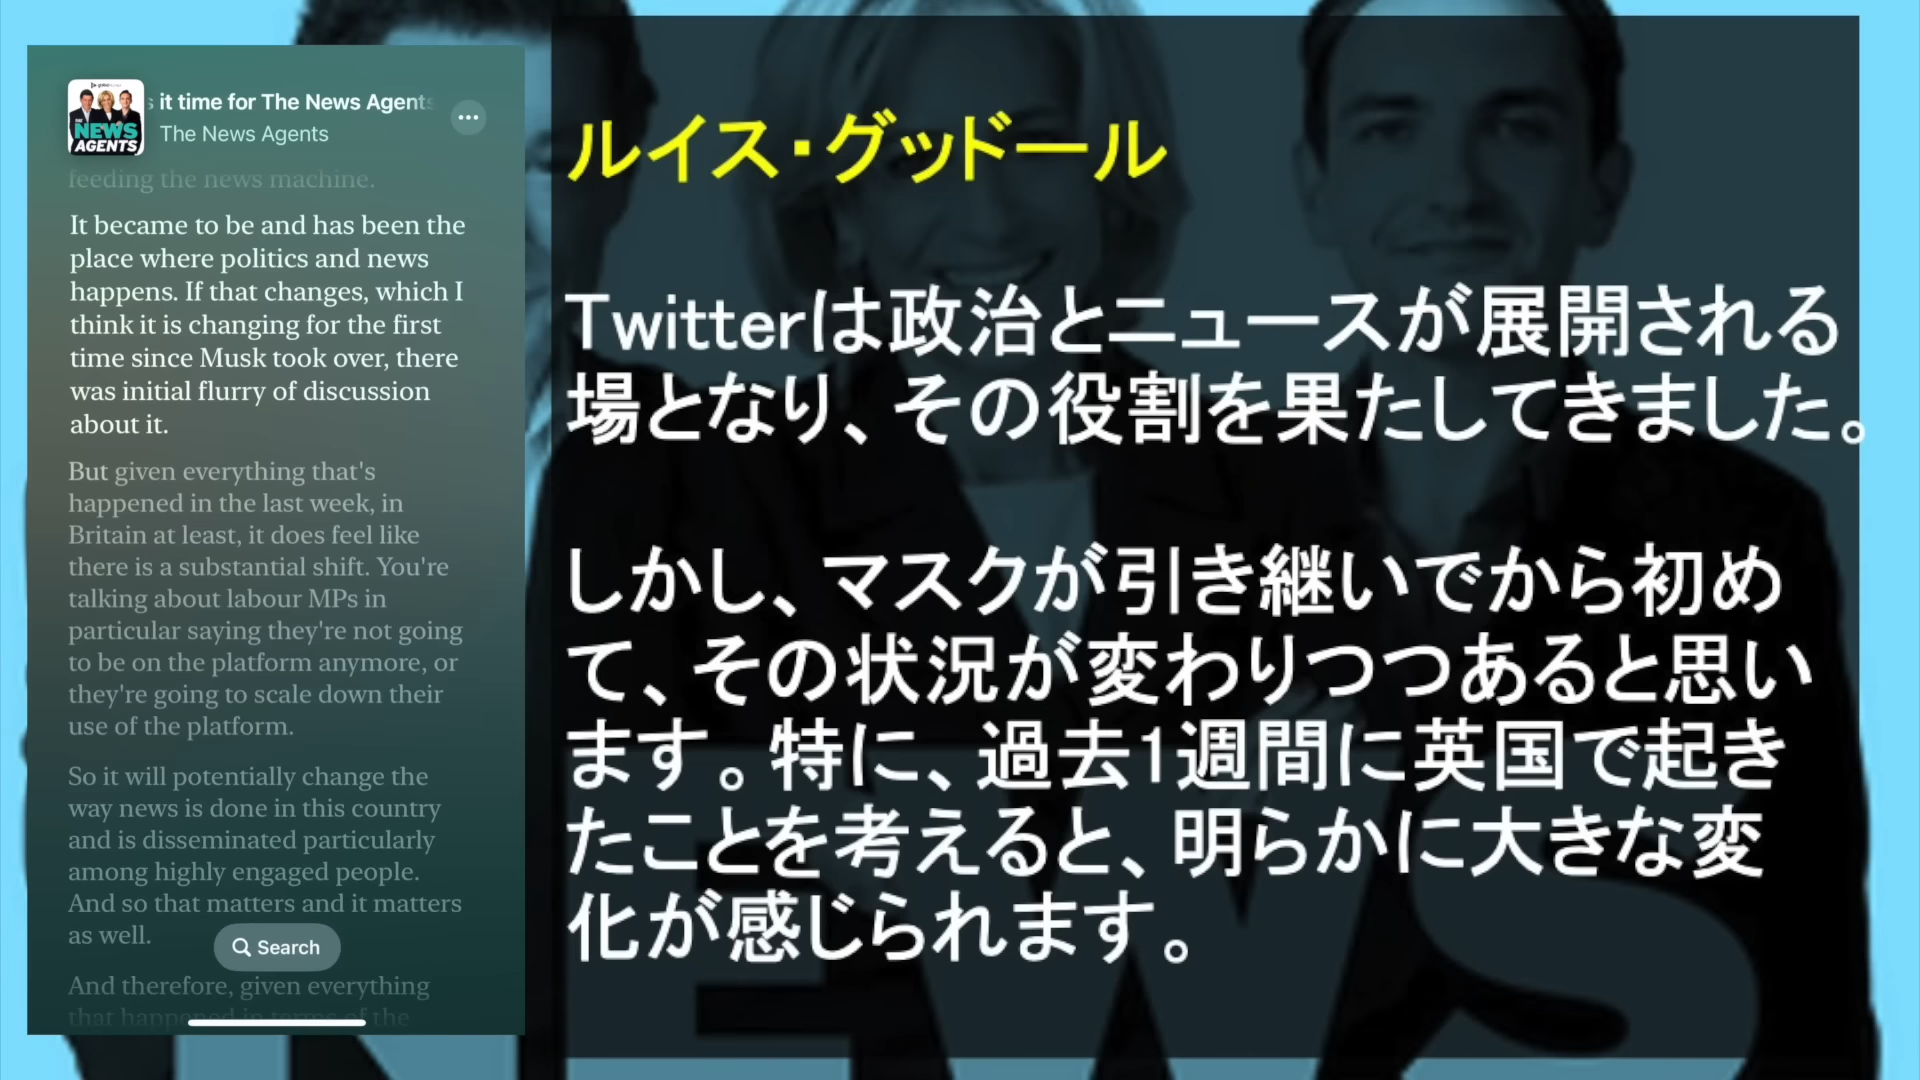 s it time for The News Agents
The News Agents
NEWS
AGENTS
feeding the news machine.
It became to be and has been the
place where politics and news
happens. If that changes, which I
think it is changing for the first
time since Musk took over, there
was initial flurry of discussion
about it.
But given everything that's
happened in the last week, in
Britain at least, it does feel like
there is a substantial shift. You're
talking about labour MPs in
particular saying they're not going
to be on the platform anymore, or
they're going to scale down their
use of the platform.
So it will potentially change the
way news is done in this country
and is disseminated particularly
among highly engaged people.
And so that matters and it matters
as well.
Search
And therefore, given everything
that happened in terms of the
ルイス・グッドール
Twitterは政治とニュースが展開される
場となり、その役割を果たしてきました。
しかし、マスクが引き継いでから初め
て、その状況が変わりつつあると思い
ます。特に、過去1週間に英国で起き
たことを考えると、明らかに大きな変
化が感じられます。
NEWS